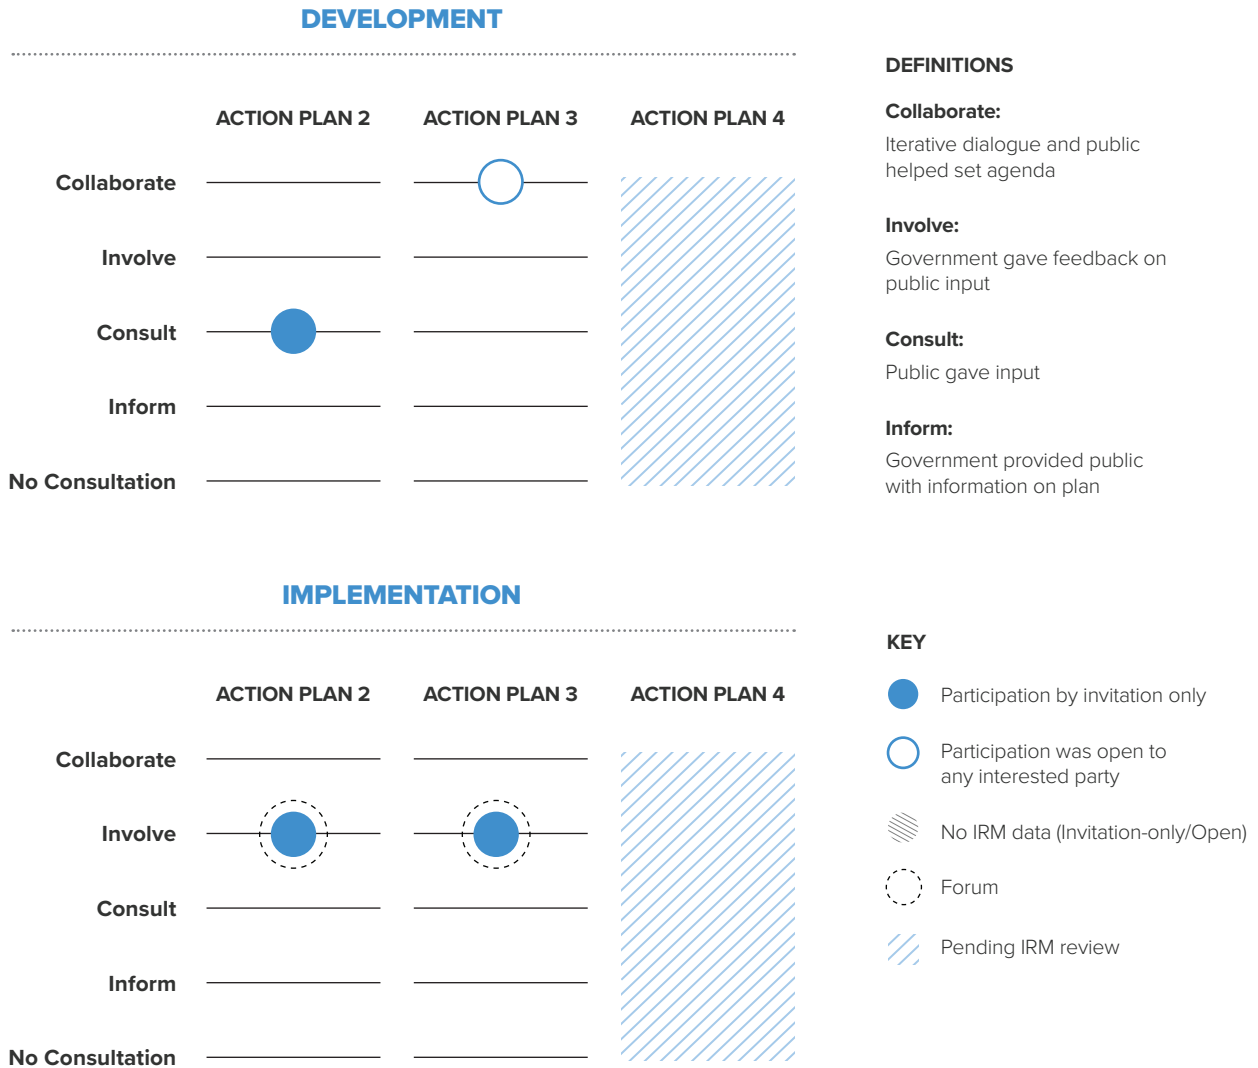 DEVELOPMENT
ACTION PLAN 2
ACTION PLAN 3
ACTION PLAN 4
Collaborate
Involve
Consult
Inform
No Consultation
DEFINITIONS
Collaborate:
Iterative dialogue and public
helped set agenda
Involve:
Government gave feedback on
public input
Consult:
Public gave input
Inform:
Government provided public
with information on plan
IMPLEMENTATION
ACTION PLAN 2
ACTION PLAN 3
ACTION PLAN 4
Collaborate
Involve
Consult
Inform
No Consultation
KEY
Participation by invitation only
Participation was open to
any interested party
No IRM data (Invitation-only/Open)
Forum
Pending IRM review